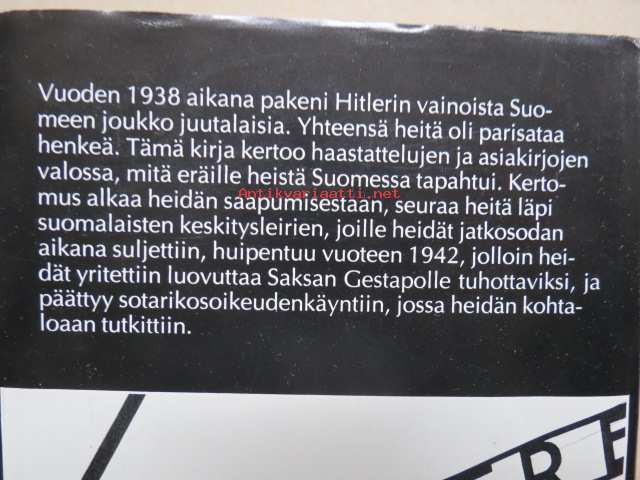 Vuoden 1938 aikana pakeni Hitlerin vainoista Suo-
meen joukko juutalaisia. Yhteensä heitä oli parisataa
henkeä. Tämä kirja kertoo haastattelujen ja asiakirjojen
valossa, mitä eräille heistä Suomessa tapahtui. Kerto-
Antikvariaatti.net
mus alkaa heidän saapumisestaan, seuraa heitä läpi
suomalaisten keskitysleirien, joille heidät jatkosodan
aikana suljettiin, huipentuu vuoteen 1942, jolloin hei-
dät yritettiin luovuttaa Saksan Gestapolle tuhottaviksi, ja
päättyy sotarikosoikeudenkäyntiin, jossa heidän kohta-
loaan tutkittiin.